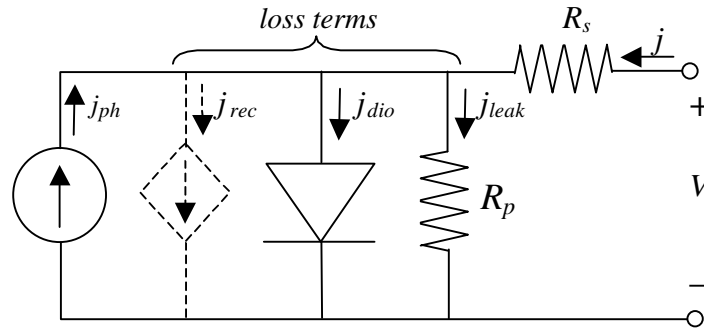 loss terms
R_s
j
j_ph
j_rec
j_dio
j_leak
+
R_p
V
−